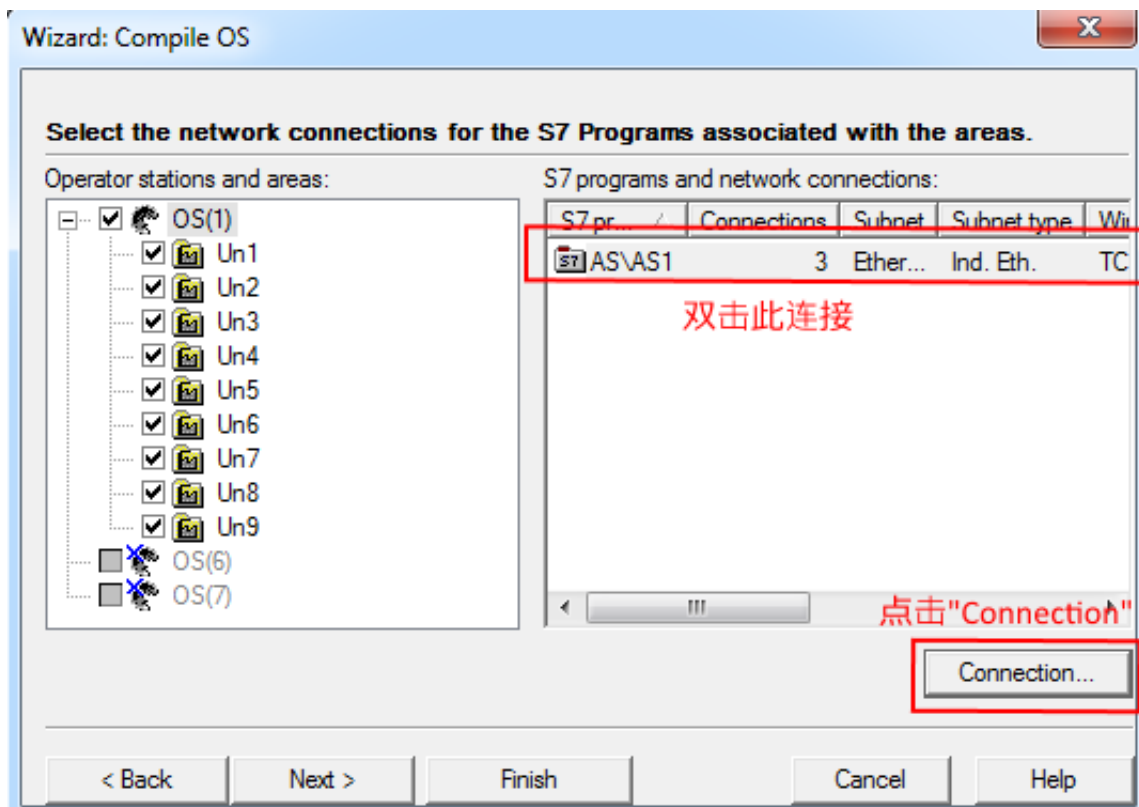 Wizard: Compile OS
Select the network connections for the S7 Programs associated with the areas.
Operator stations and areas:
S7 programs and network connections:
OS(1)
Un1
Un2
Un3
Un4
Un5
Un6
Un7
Un8
Un9
OS(6)
OS(7)
S7 pr... Connections Subnet Subnet type
S7 AS\AS1 3 Ether... Ind. Eth. TC
双击此连接
点击"Connection"
Connection...
< Back Next > Finish Cancel Help